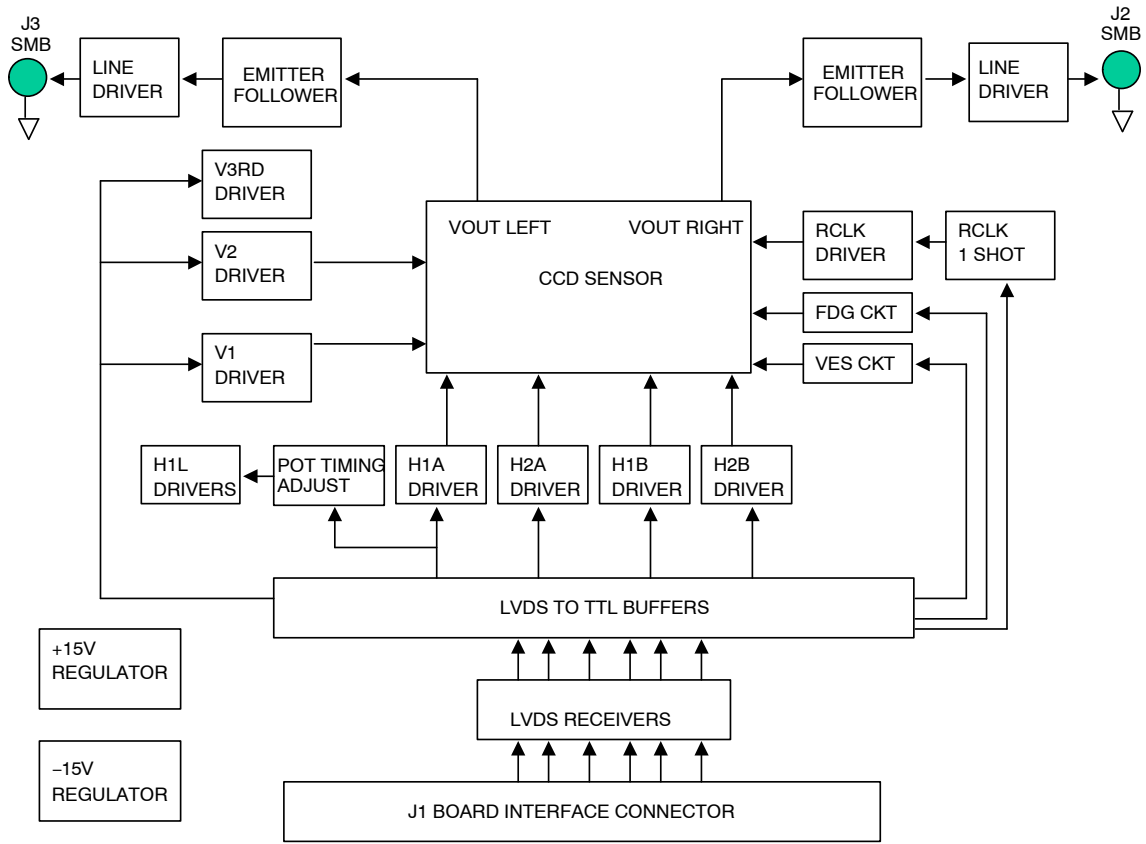 J3
SMB
LINE
DRIVER
EMITTER
FOLLOWER
EMITTER
FOLLOWER
LINE
DRIVER
J2
SMB
V3RD
DRIVER
V2
DRIVER
V1
DRIVER
VOUT LEFT
VOUT RIGHT
CCD SENSOR
RCLK
DRIVER
RCLK
1 SHOT
FDG CKT
VES CKT
H1L
DRIVERS
POT TIMING
ADJUST
H1A
DRIVER
H2A
DRIVER
H1B
DRIVER
H2B
DRIVER
LVDS TO TTL BUFFERS
+15V
REGULATOR
LVDS RECEIVERS
−15V
REGULATOR
J1 BOARD INTERFACE CONNECTOR